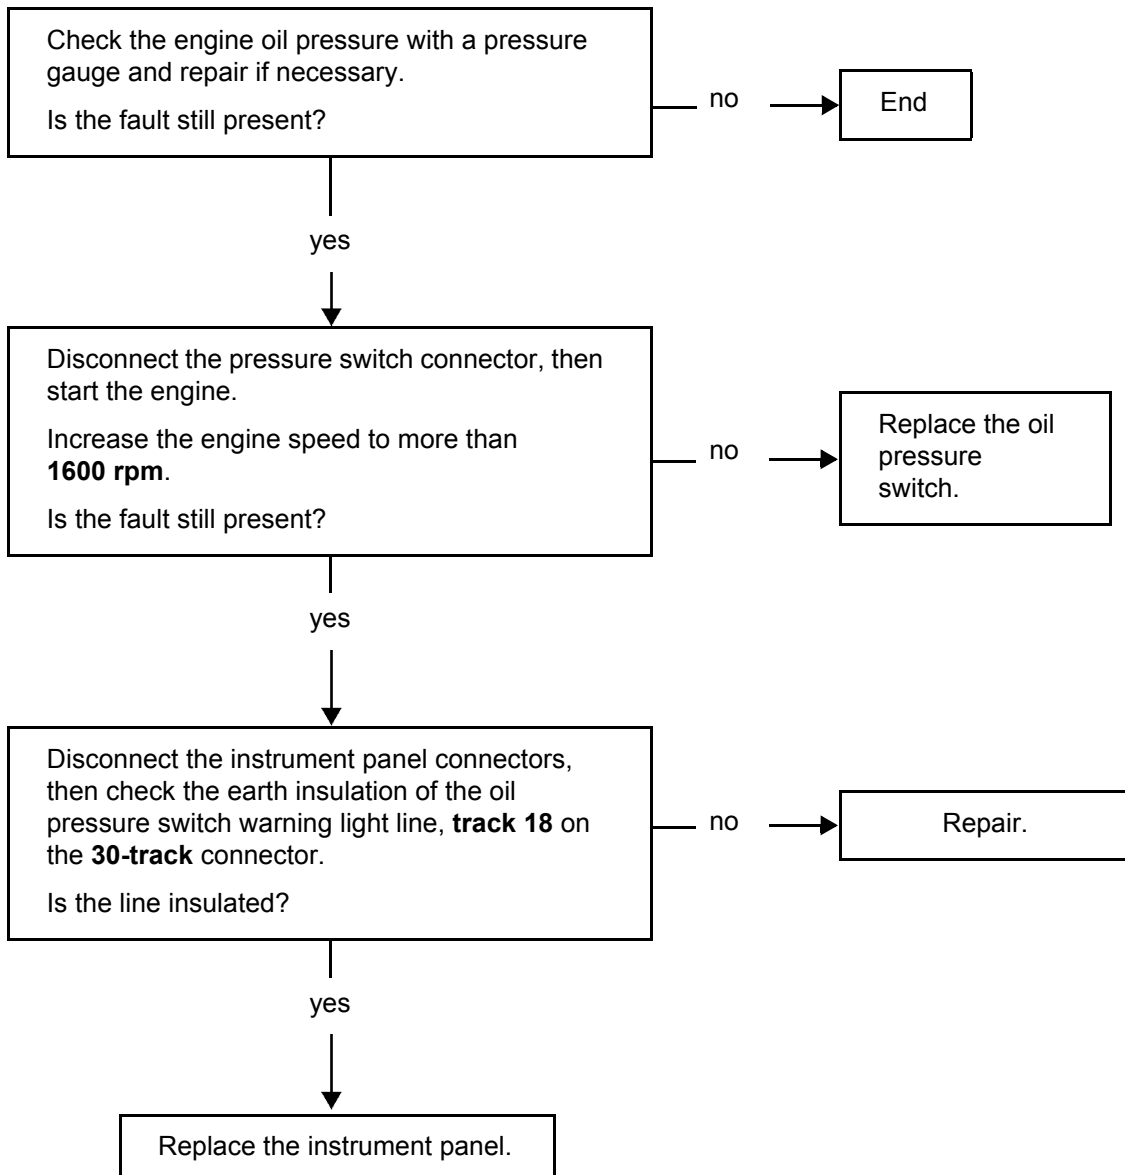 Check the engine oil pressure with a pressure
gauge and repair if necessary.
Is the fault still present?
no
End
yes
Disconnect the pressure switch connector, then
start the engine.
Increase the engine speed to more than
1600 rpm.
Is the fault still present?
no
Replace the oil
pressure
switch.
yes
Disconnect the instrument panel connectors,
then check the earth insulation of the oil
pressure switch warning light line, track 18 on
the 30-track connector.
Is the line insulated?
no
Repair.
yes
Replace the instrument panel.